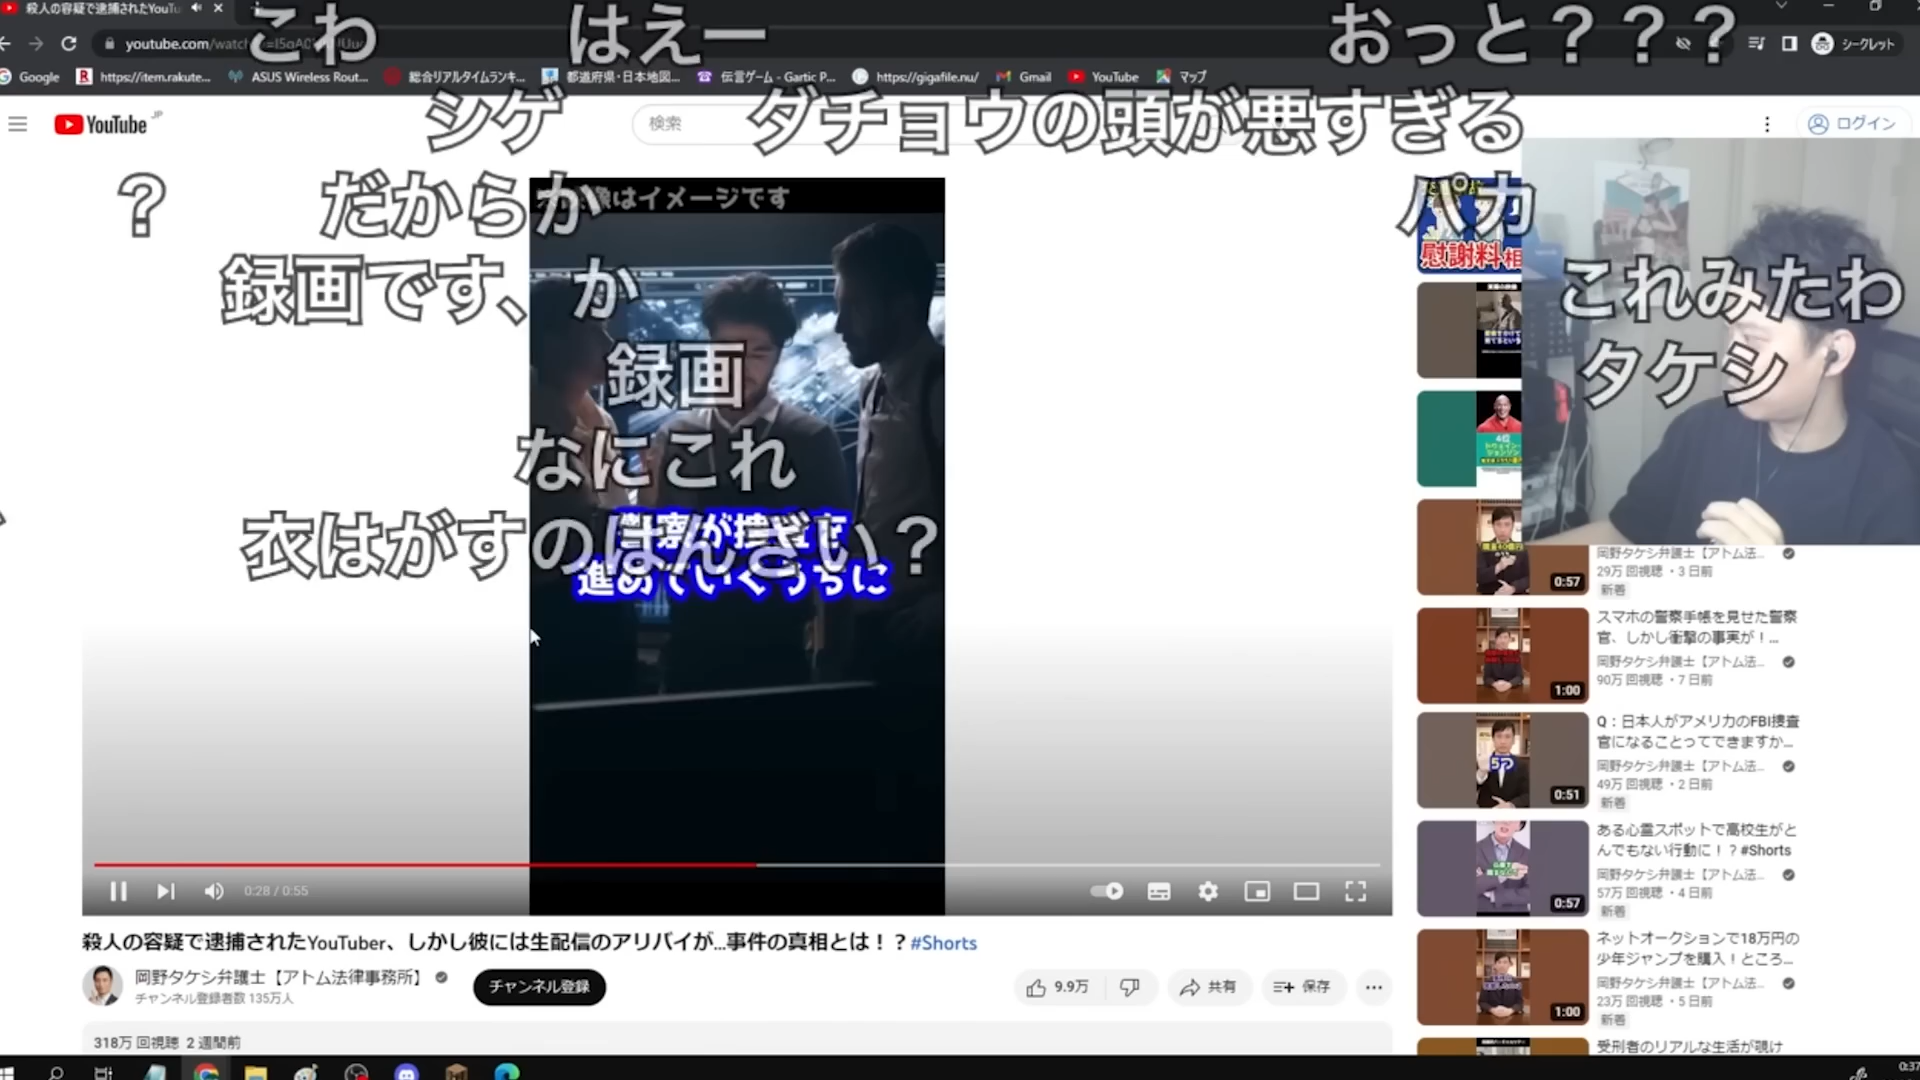 殺人の容疑で逮捕されたYouTu
こわ
はえー
おっと？？？
youtube.com/watch
シークレット
Google
https://item.rakute...
ASUS Wireless Rout...
総合リアルタイムランキ...
都道府県・日本地図...
伝言ゲーム - Gartic P...
https://gigafile.nu/
Gmail
YouTube
マップ
YouTube JP
シゲ
検索
ダチョウの頭が悪すぎる
ログイン
？
だからか
はイメージです
パカ
慰謝料相
録画です、
か
これみたわ
録画
タケシ
なにこれ
衣はがすのはんざい？
警察が捜査を
進めていくうちに
4位
5つ
岡野タケシ弁護士【アトム法...
29万 回視聴・3 日前
新着
0:57
スマホの警察手帳を見せた警察
官、しかし衝撃の事実が！...
岡野タケシ弁護士【アトム法...
90万 回視聴・7 日前
1:00
Q：日本人がアメリカのFBI捜査
官になることってできますか...
岡野タケシ弁護士【アトム法...
49万 回視聴・2 日前
新着
0:51
ある心霊スポットで高校生がと
んでもない行動に！？#Shorts
岡野タケシ弁護士【アトム法...
57万 回視聴・4 日前
新着
0:57
ネットオークションで18万円の
少年ジャンプを購入！ところ...
岡野タケシ弁護士【アトム法...
23万 回視聴・5 日前
新着
1:00
受刑者のリアルな生活が覗け
0:28 / 0:55
殺人の容疑で逮捕されたYouTuber、しかし彼には生配信のアリバイが...事件の真相とは！？#Shorts
岡野タケシ弁護士【アトム法律事務所】
チャンネル登録者数 135万人
チャンネル登録
9.9万
共有
保存
318万 回視聴 2 週間前
0:37